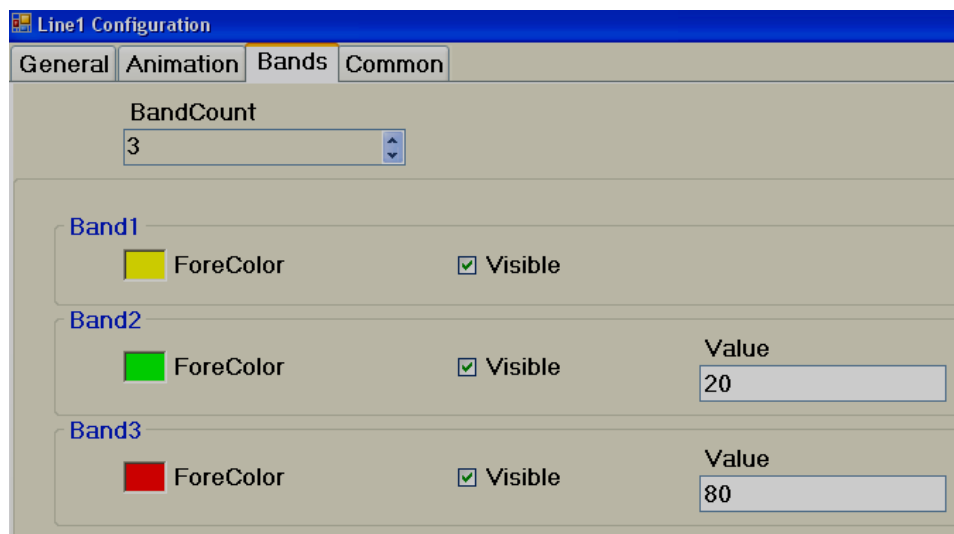 Line1 Configuration
General Animation Bands Common
BandCount
3
Band1
ForeColor Visible
Band2
ForeColor Visible
Value
20
Band3
ForeColor Visible
Value
80